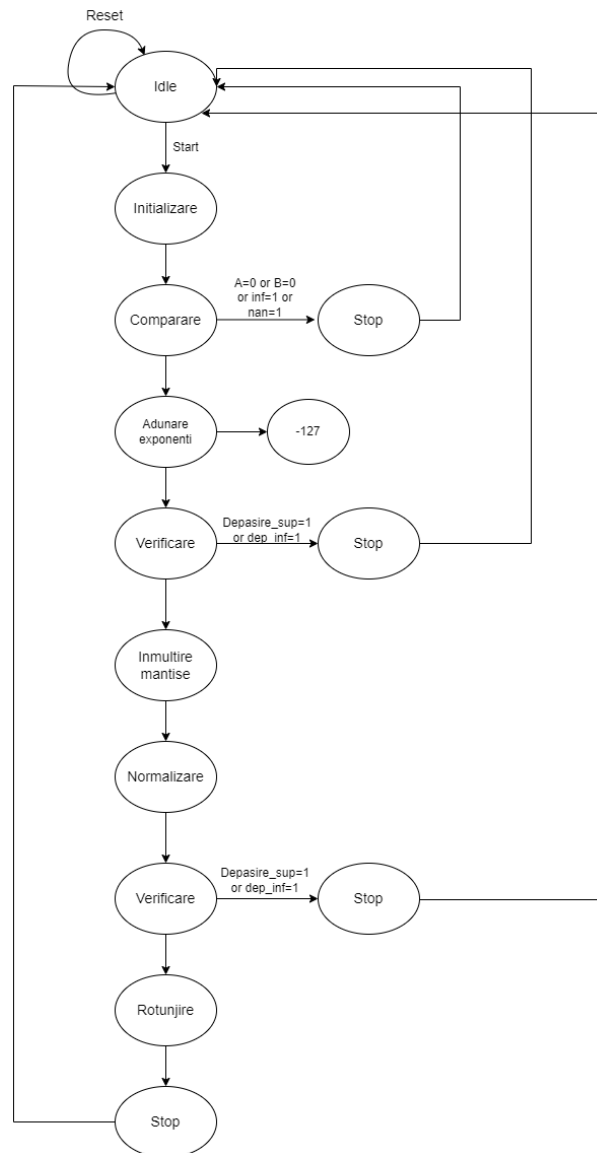 Reset
Idle
Start
Initializare
A=0 or B=0
or inf=1 or
nan=1
Comparare
Stop
Adunare
exponenti
-127
Depasire_sup=1
or dep_inf=1
Verificare
Stop
Inmultire
mantise
Normalizare
Depasire_sup=1
or dep_inf=1
Verificare
Stop
Rotunjire
Stop